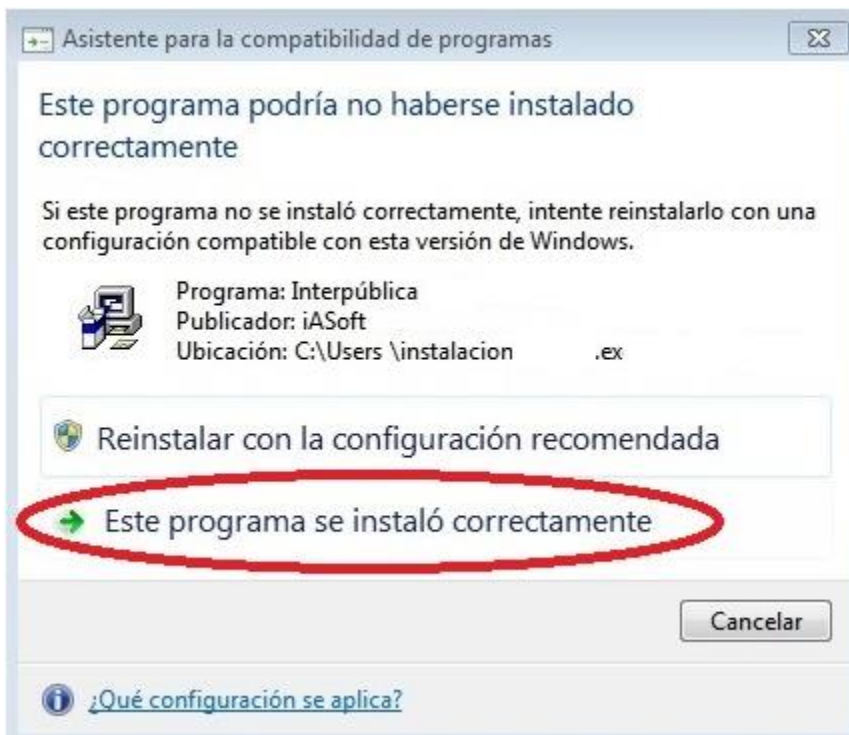 Asistente para la compatibilidad de programas
Este programa podría no haberse instalado
correctamente
Si este programa no se instaló correctamente, intente reinstalarlo con una
configuración compatible con esta versión de Windows.
Programa: Interpública
Publicador: iASoft
Ubicación: C:\Users \instalacion .ex
Reinstalar con la configuración recomendada
Este programa se instaló correctamente
Cancelar
¿Qué configuración se aplica?